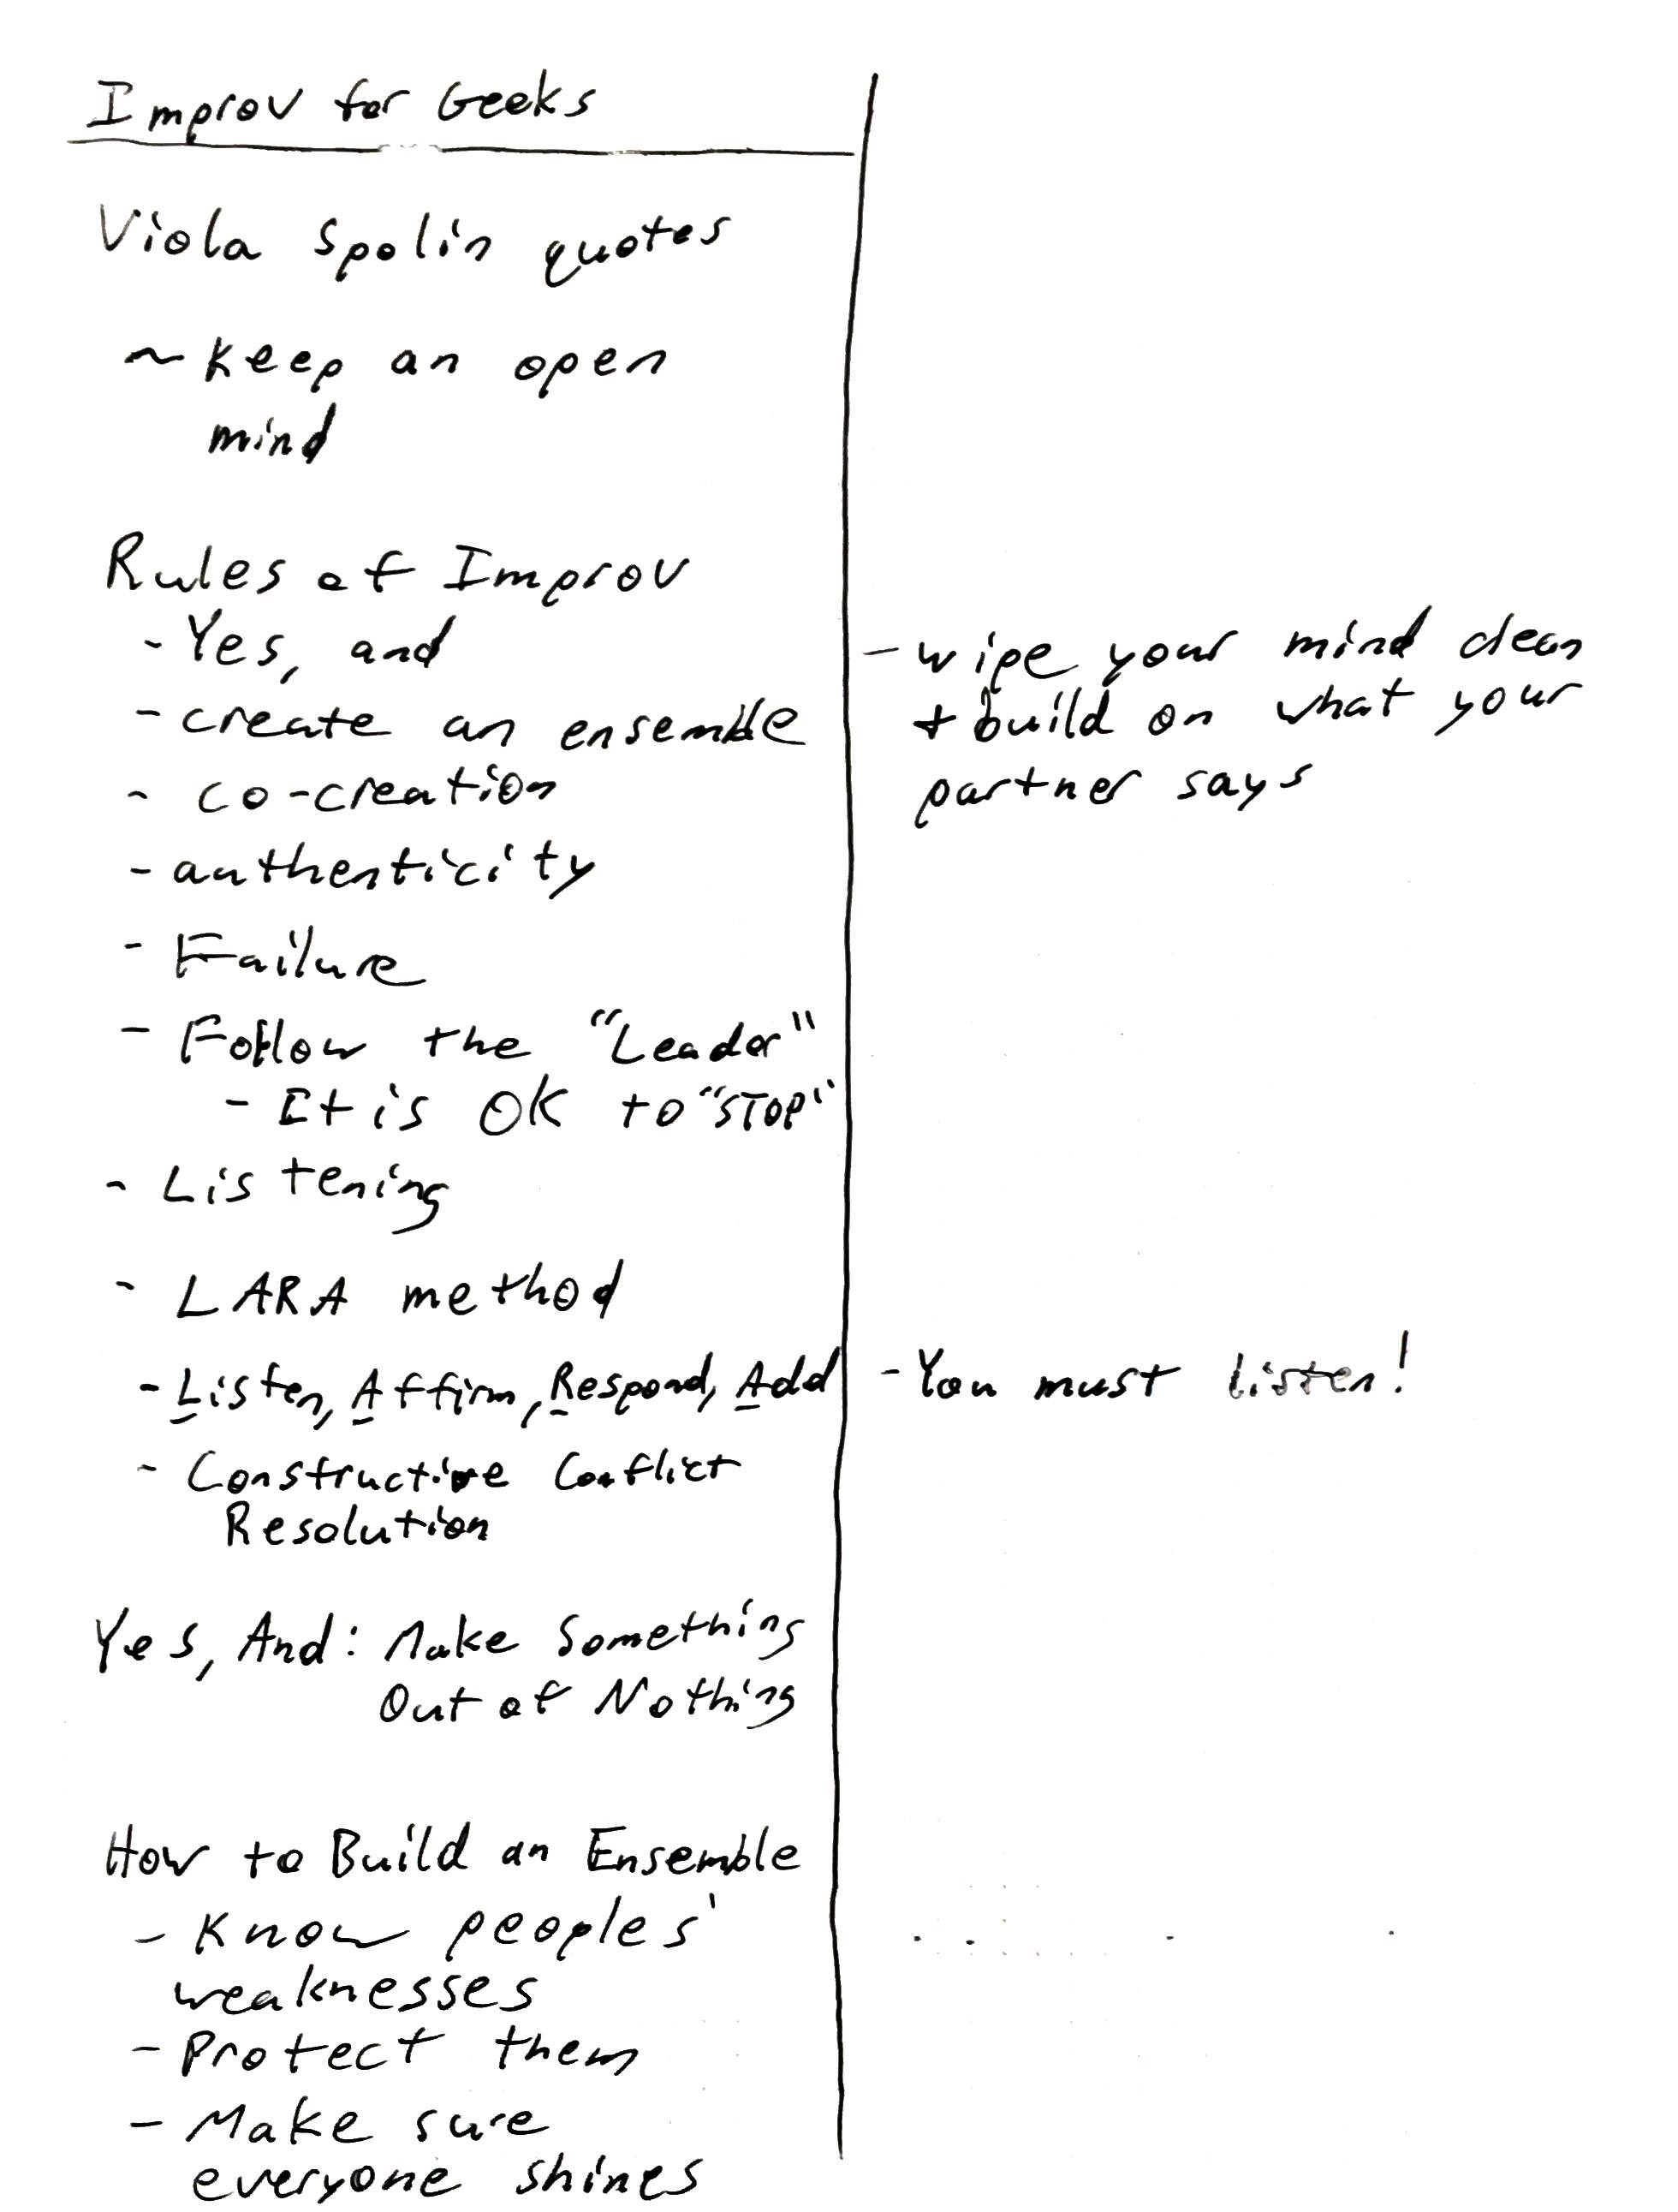 Improv for Geeks
Viola Spolin quotes
~ Keep an open
mind
Rules of Improv
- Yes, and
- create an ensemble
- co-creation
- authenticity
- Failure
- Follow the "Leader"
- It is OK to "STOP"
- Listening
- LARA method
- Listen, Affirm, Respond, Add
- Constructive Conflict
Resolution
Yes, And: Make Something
Out of Nothing
How to Build an Ensemble
- Know peoples'
weaknesses
- Protect them
- Make sure
everyone shines
- wipe your mind clean
+ build on what your
partner says
- You must listen!